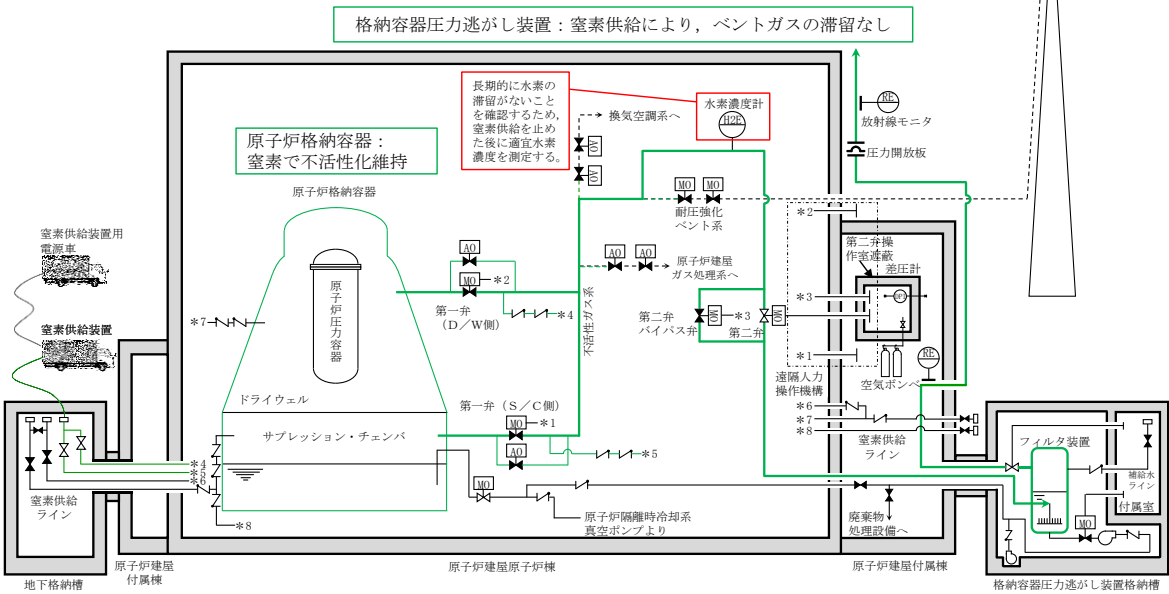 格納容器圧力逃がし装置：窒素供給により，ベントガスの滞留なし
長期的に水素の
滞留がないこと
を確認するため，
窒素供給を止め
た後に適宜水素
濃度を測定する。
水素濃度計
H2E
換気空調系へ
AO
AO
RE
放射線モニタ
圧力開放板
原子炉格納容器：
窒素で不活性化維持
原子炉格納容器
MO
MO
耐圧強化
ベント系
＊2
窒素供給装置用
電源車
AO
MO
＊2
AO
AO
原子炉建屋
ガス処理系へ
第二弁操
作室遮蔽
差圧計
DPI
原子炉圧力容器
第一弁
（D／W側）
＊4
不活性ガス系
第二弁
バイパス弁
MO
＊3
第二弁
MO
＊3
＊7
窒素供給装置
＊1
RE
遠隔人力
操作機構
空気ボンベ
ドライウェル
第一弁（S／C側）
MO
＊1
＊6
＊7
＊8
窒素供給
ライン
サプレッション・チェンバ
AO
＊5
フィルタ装置
＊4
＊5
＊6
補給水
ライン
窒素供給
ライン
MO
付属室
MO
＊8
原子炉隔離時冷却系
真空ポンプより
廃棄物
処理設備へ
地下格納槽
原子炉建屋
付属棟
原子炉建屋原子炉棟
原子炉建屋付属棟
格納容器圧力逃がし装置格納槽